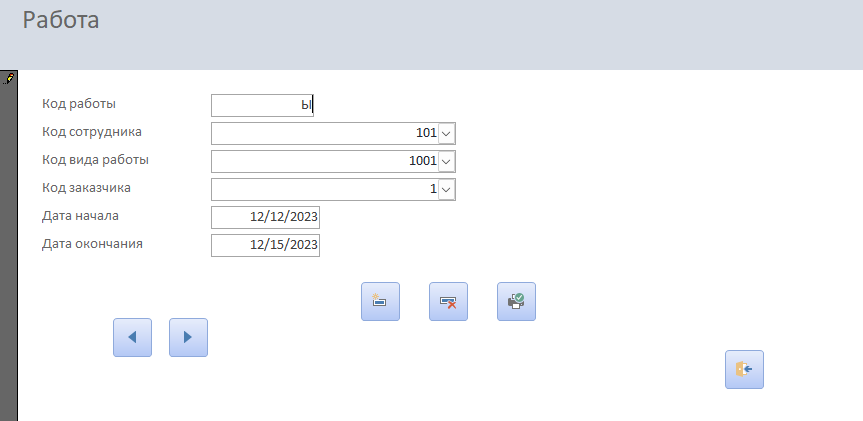 Работа
Код работы Ы
Код сотрудника 101
Код вида работы 1001
Код заказчика 1
Дата начала 12/12/2023
Дата окончания 12/15/2023